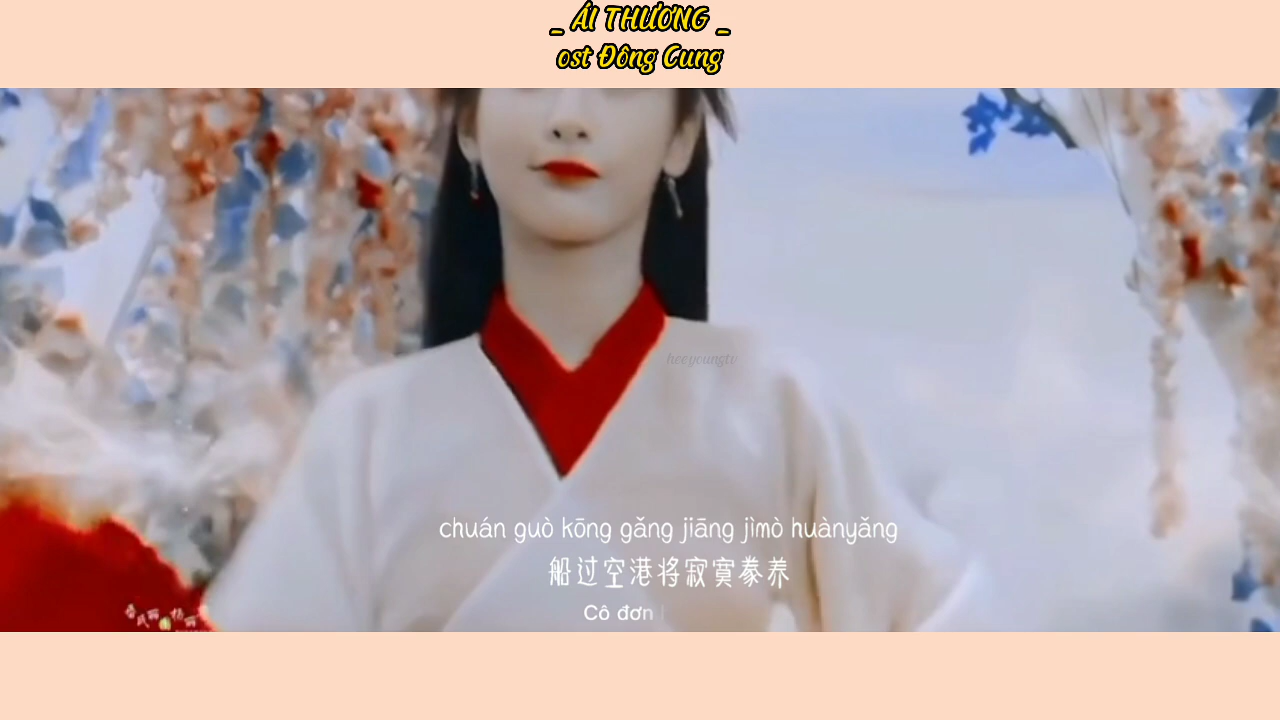 _ ÁI THƯƠNG _
ost Đông Cung
heeyoungtv
chuán guò kōng gǎng jiāng jìmò huànyǎng
船过空港将寂寞豢养
Cô đơn